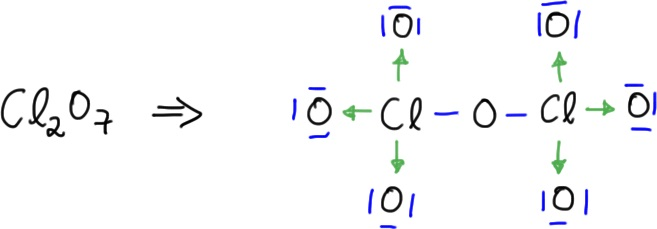 O O
Cl₂O₇ ⇒ O ← Cl – O – Cl → O
O O